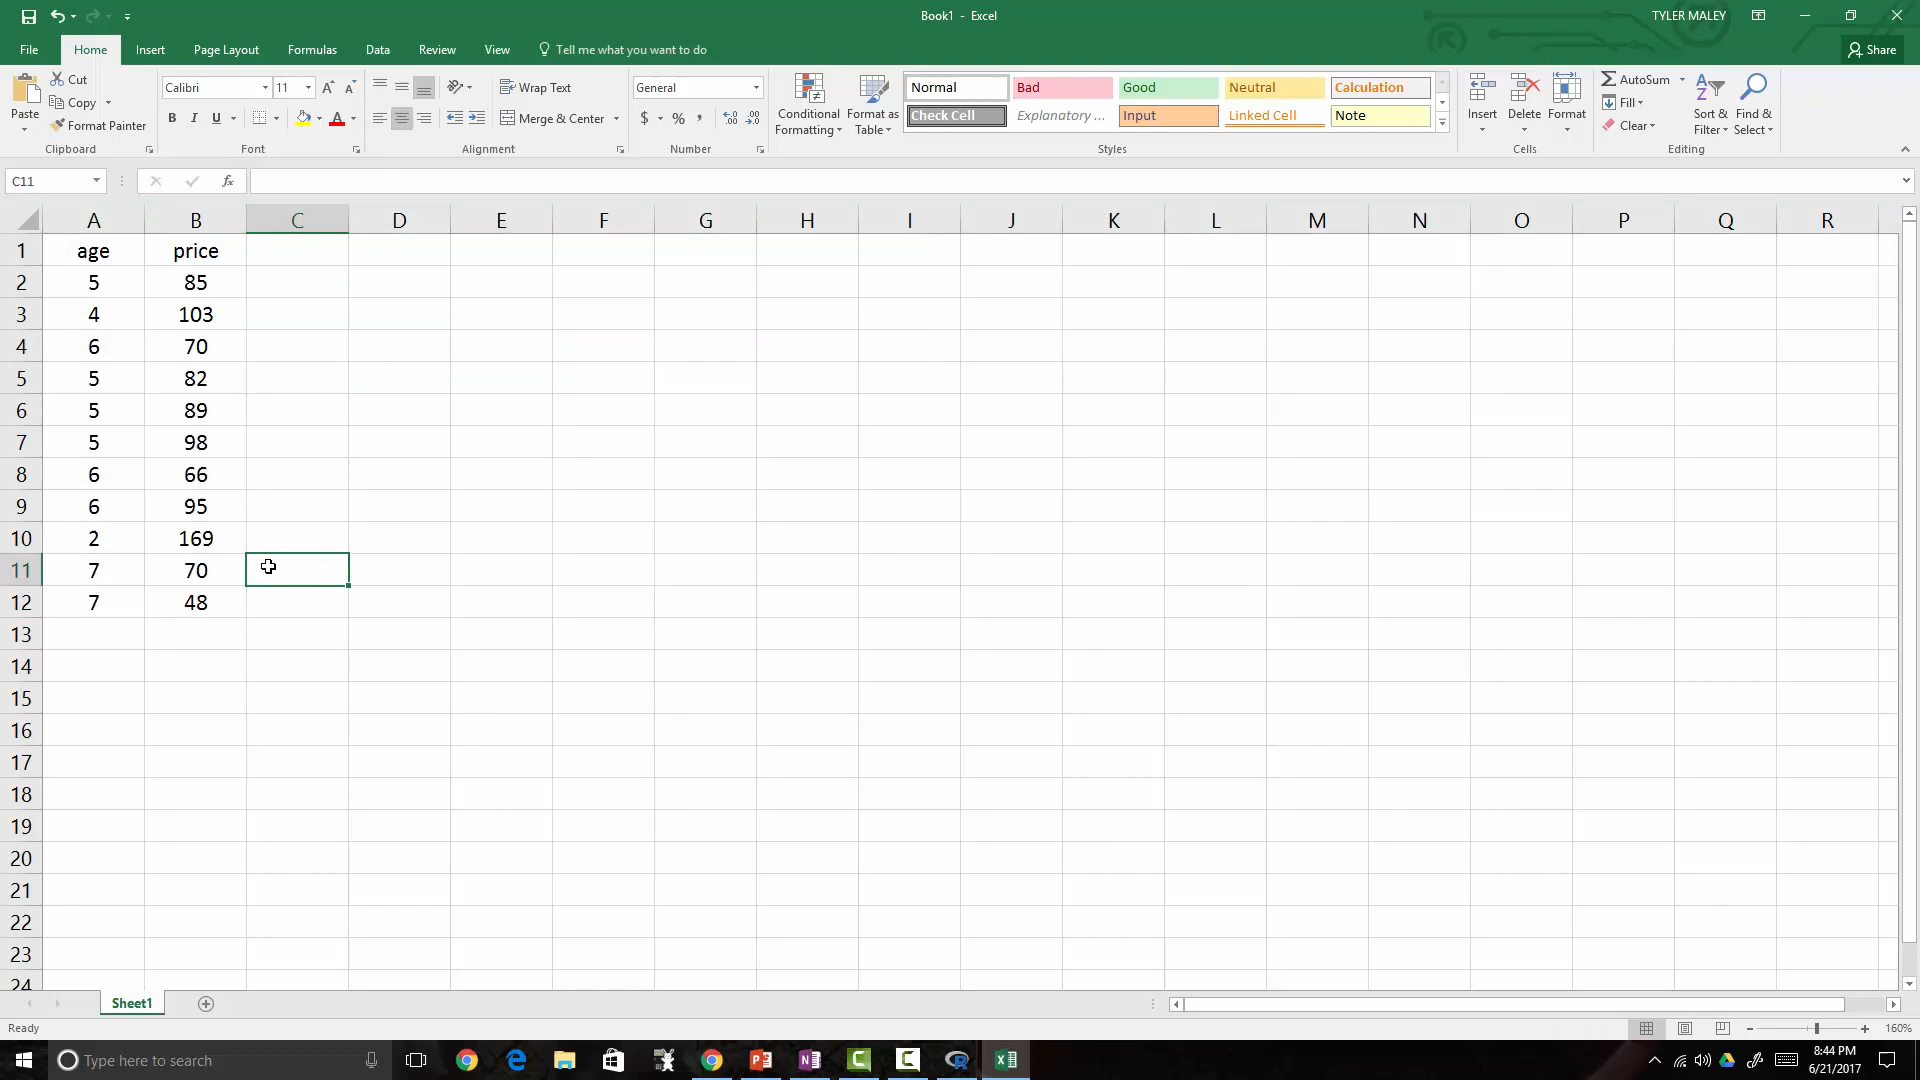 Book1 - Excel
TYLER MALEY
File Home Insert Page Layout Formulas Data Review View Tell me what you want to do Share
Paste
Cut
Copy
Format Painter
Clipboard
Calibri 11
B I U
Font
Wrap Text
Merge & Center
Alignment
General
$ % ,
Number
Conditional Formatting
Format as Table
Normal Bad Good Neutral Calculation
Check Cell Explanatory ... Input Linked Cell Note
Styles
Insert Delete Format
Cells
AutoSum
Fill
Clear
Sort & Filter
Find & Select
Editing
C11 fx
A B C D E F G H I J K L M N O P Q R
1 age price
2 5 85
3 4 103
4 6 70
5 5 82
6 5 89
7 5 98
8 6 66
9 6 95
10 2 169
11 7 70
12 7 48
13
14
15
16
17
18
19
20
21
22
23
24
Sheet1
Ready 160%
Type here to search
8:44 PM
6/21/2017